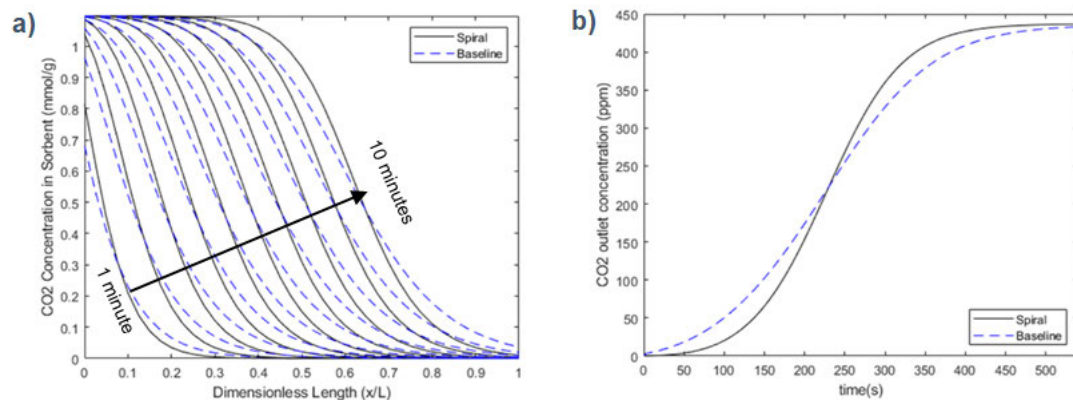 a)
CO2 Concentration in Sorbent (mmol/g)
1
0.9
0.8
0.7
0.6
0.5
0.4
0.3
0.2
0.1
0
Spiral
Baseline
10 minutes
1 minute
0 0.1 0.2 0.3 0.4 0.5 0.6 0.7 0.8 0.9 1
Dimensionless Length (x/L)
b)
CO2 outlet concentration (ppm)
450
400
350
300
250
200
150
100
50
0
Spiral
Baseline
0 50 100 150 200 250 300 350 400 450 500
time(s)